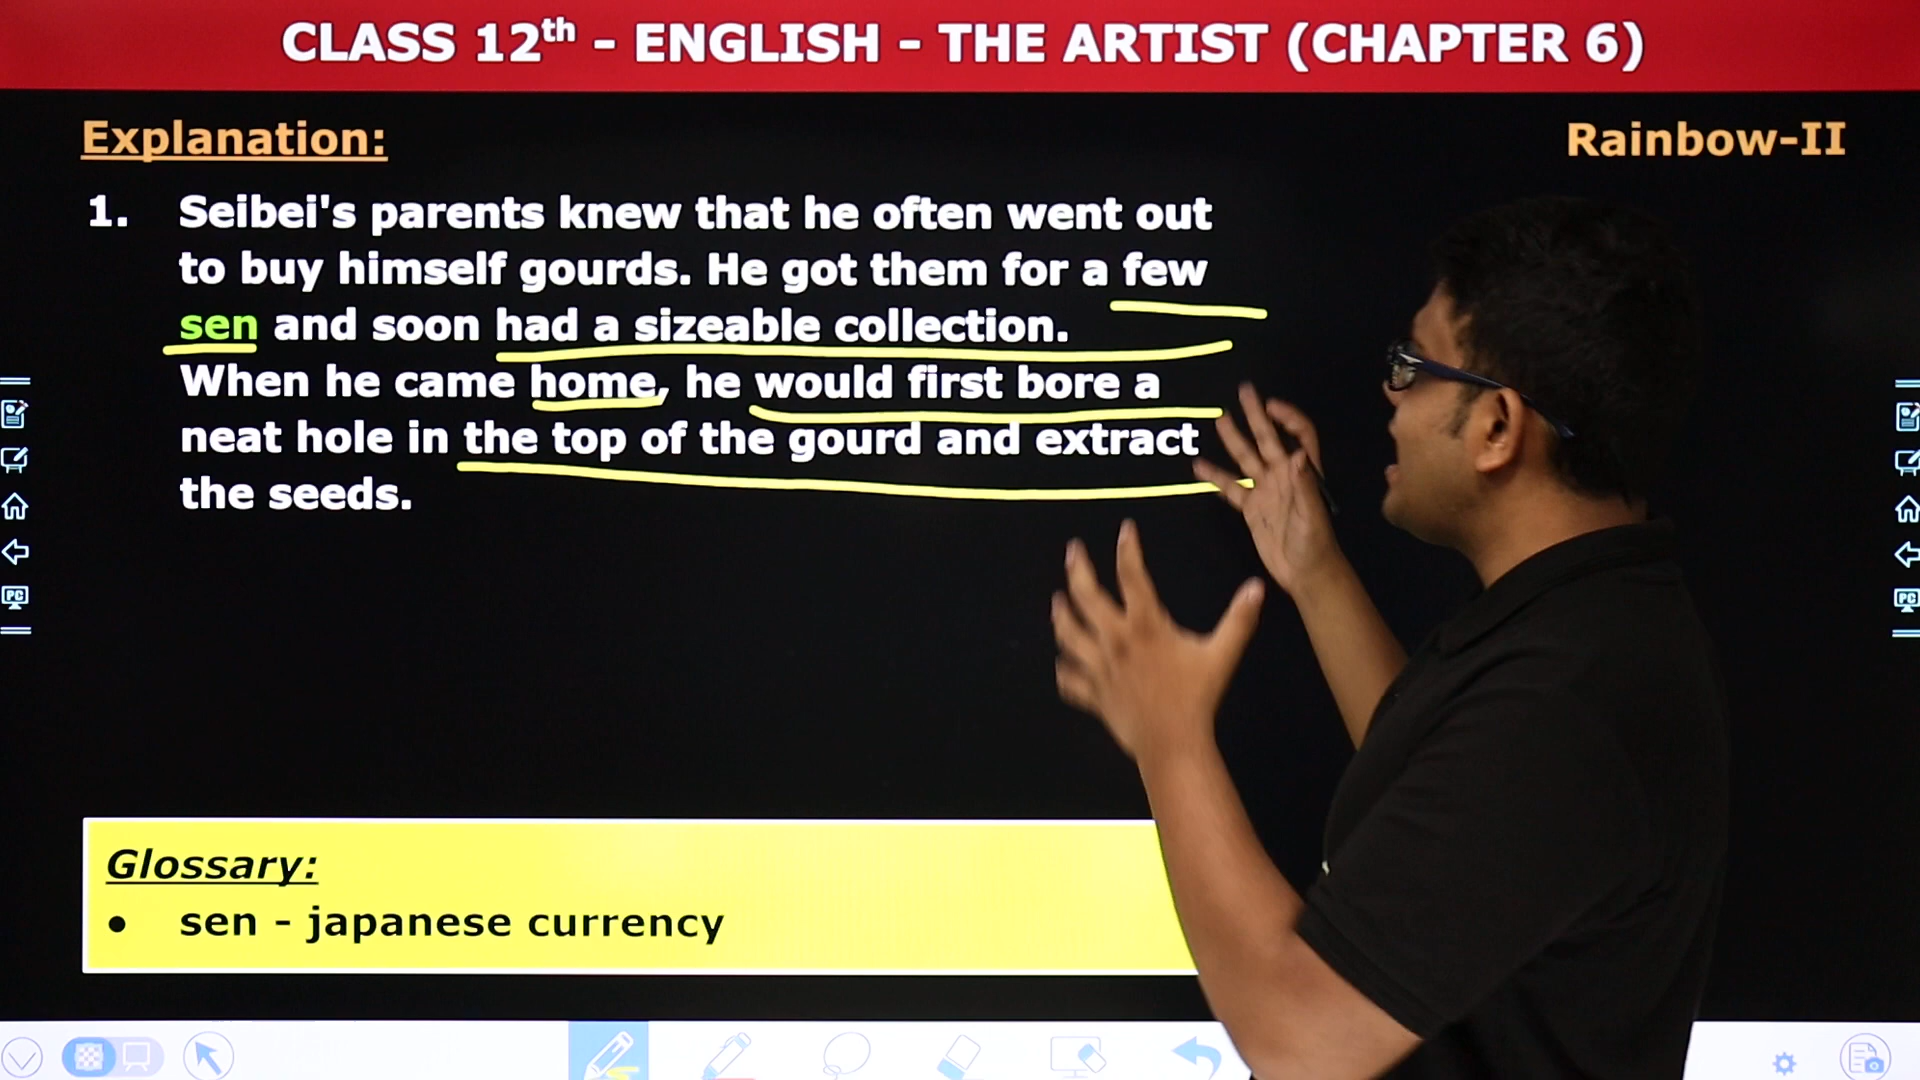 CLASS 12th - ENGLISH - THE ARTIST (CHAPTER 6)
Explanation:
Rainbow-II
1. Seibei's parents knew that he often went out
to buy himself gourds. He got them for a few
sen and soon had a sizeable collection.
When he came home, he would first bore a
neat hole in the top of the gourd and extract
the seeds.
Glossary:
● sen - japanese currency
PC
PC